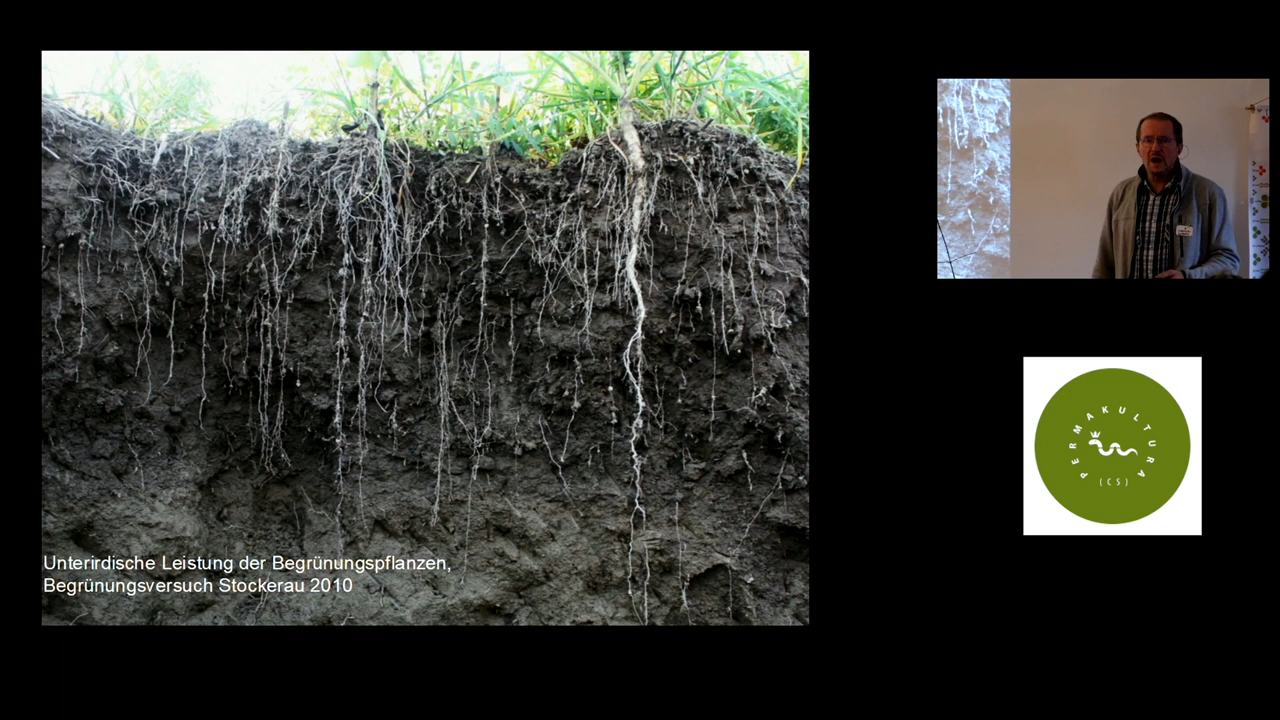 Unterirdische Leistung der Begrünungspflanzen,
Begrünungsversuch Stockerau 2010
PERMAKULTURA
(CS)